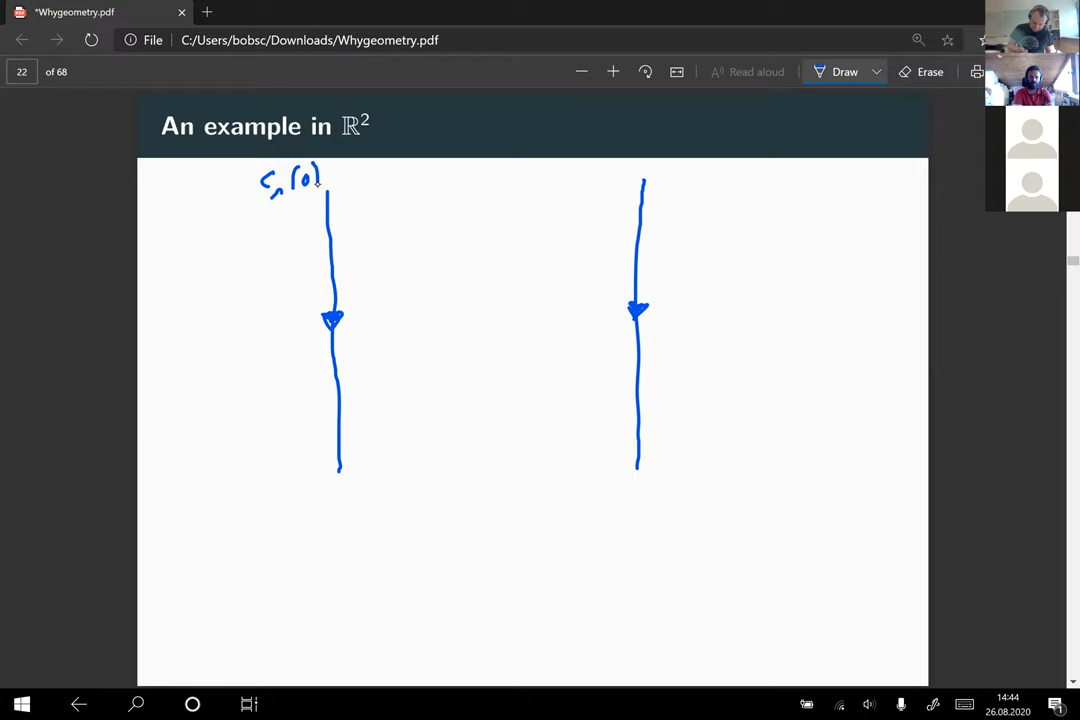 *Whygeometry.pdf
File C:/Users/bobsc/Downloads/Whygeometry.pdf
22 of 68 Read aloud Draw Erase
An example in ℝ²
(0)
14:44
26.08.2020